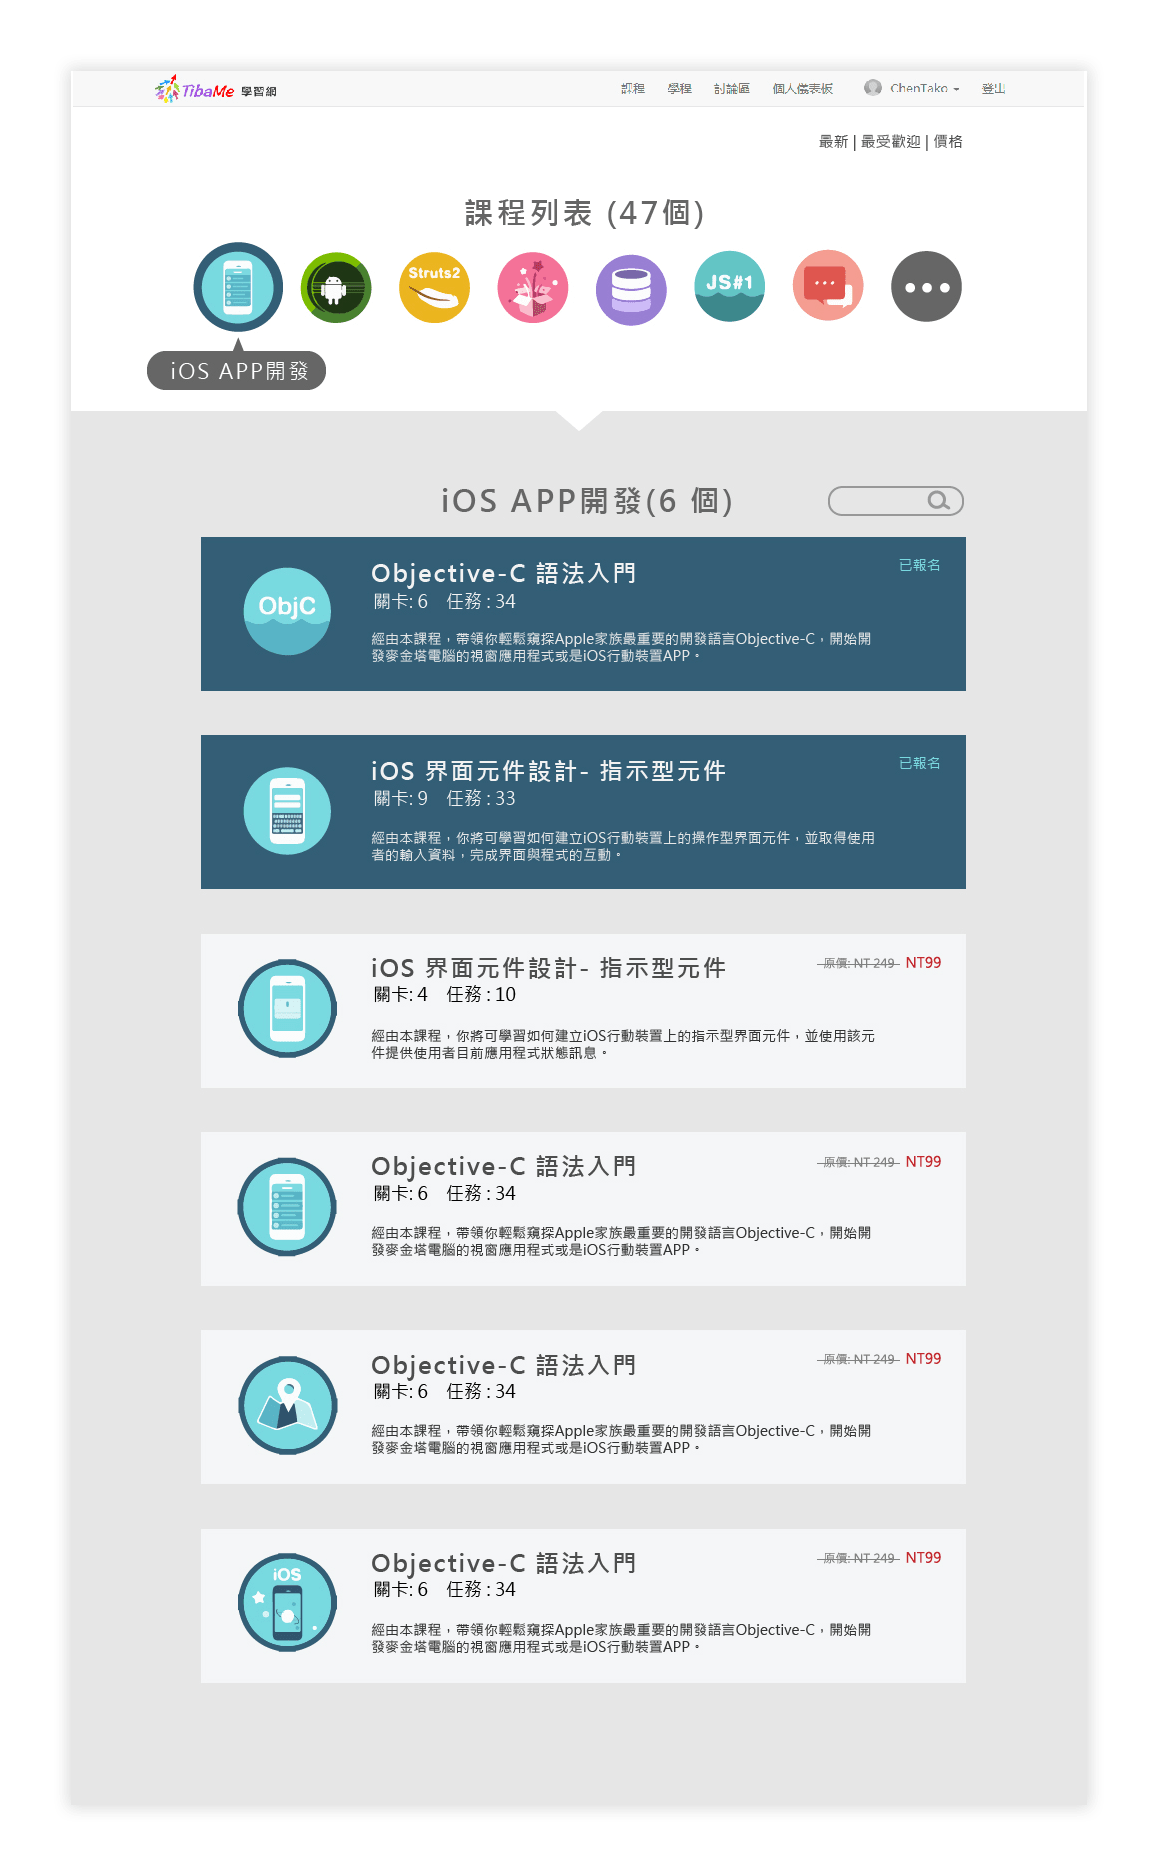 TibaMe 學習網
課程 學程 討論區 個人儀表板 ChenTako 登出
最新 | 最受歡迎 | 價格
課程列表 (47個)
Struts2
JS#1
iOS APP開發
iOS APP開發(6 個)
Objective-C 語法入門
已報名
關卡: 6 任務 : 34
ObjC
經由本課程，帶領你輕鬆窺探Apple家族最重要的開發語言Objective-C，開始開
發麥金塔電腦的視窗應用程式或是iOS行動裝置APP。
iOS 界面元件設計- 指示型元件
已報名
關卡: 9 任務 : 33
經由本課程，你將可學習如何建立iOS行動裝置上的操作型界面元件，並取得使用
者的輸入資料，完成界面與程式的互動。
iOS 界面元件設計- 指示型元件
原價: NT 249 NT99
關卡: 4 任務 : 10
經由本課程，你將可學習如何建立iOS行動裝置上的指示型界面元件，並使用該元
件提供使用者目前應用程式狀態訊息。
Objective-C 語法入門
原價: NT 249 NT99
關卡: 6 任務 : 34
經由本課程，帶領你輕鬆窺探Apple家族最重要的開發語言Objective-C，開始開
發麥金塔電腦的視窗應用程式或是iOS行動裝置APP。
Objective-C 語法入門
原價: NT 249 NT99
關卡: 6 任務 : 34
經由本課程，帶領你輕鬆窺探Apple家族最重要的開發語言Objective-C，開始開
發麥金塔電腦的視窗應用程式或是iOS行動裝置APP。
Objective-C 語法入門
原價: NT 249 NT99
iOS
關卡: 6 任務 : 34
經由本課程，帶領你輕鬆窺探Apple家族最重要的開發語言Objective-C，開始開
發麥金塔電腦的視窗應用程式或是iOS行動裝置APP。